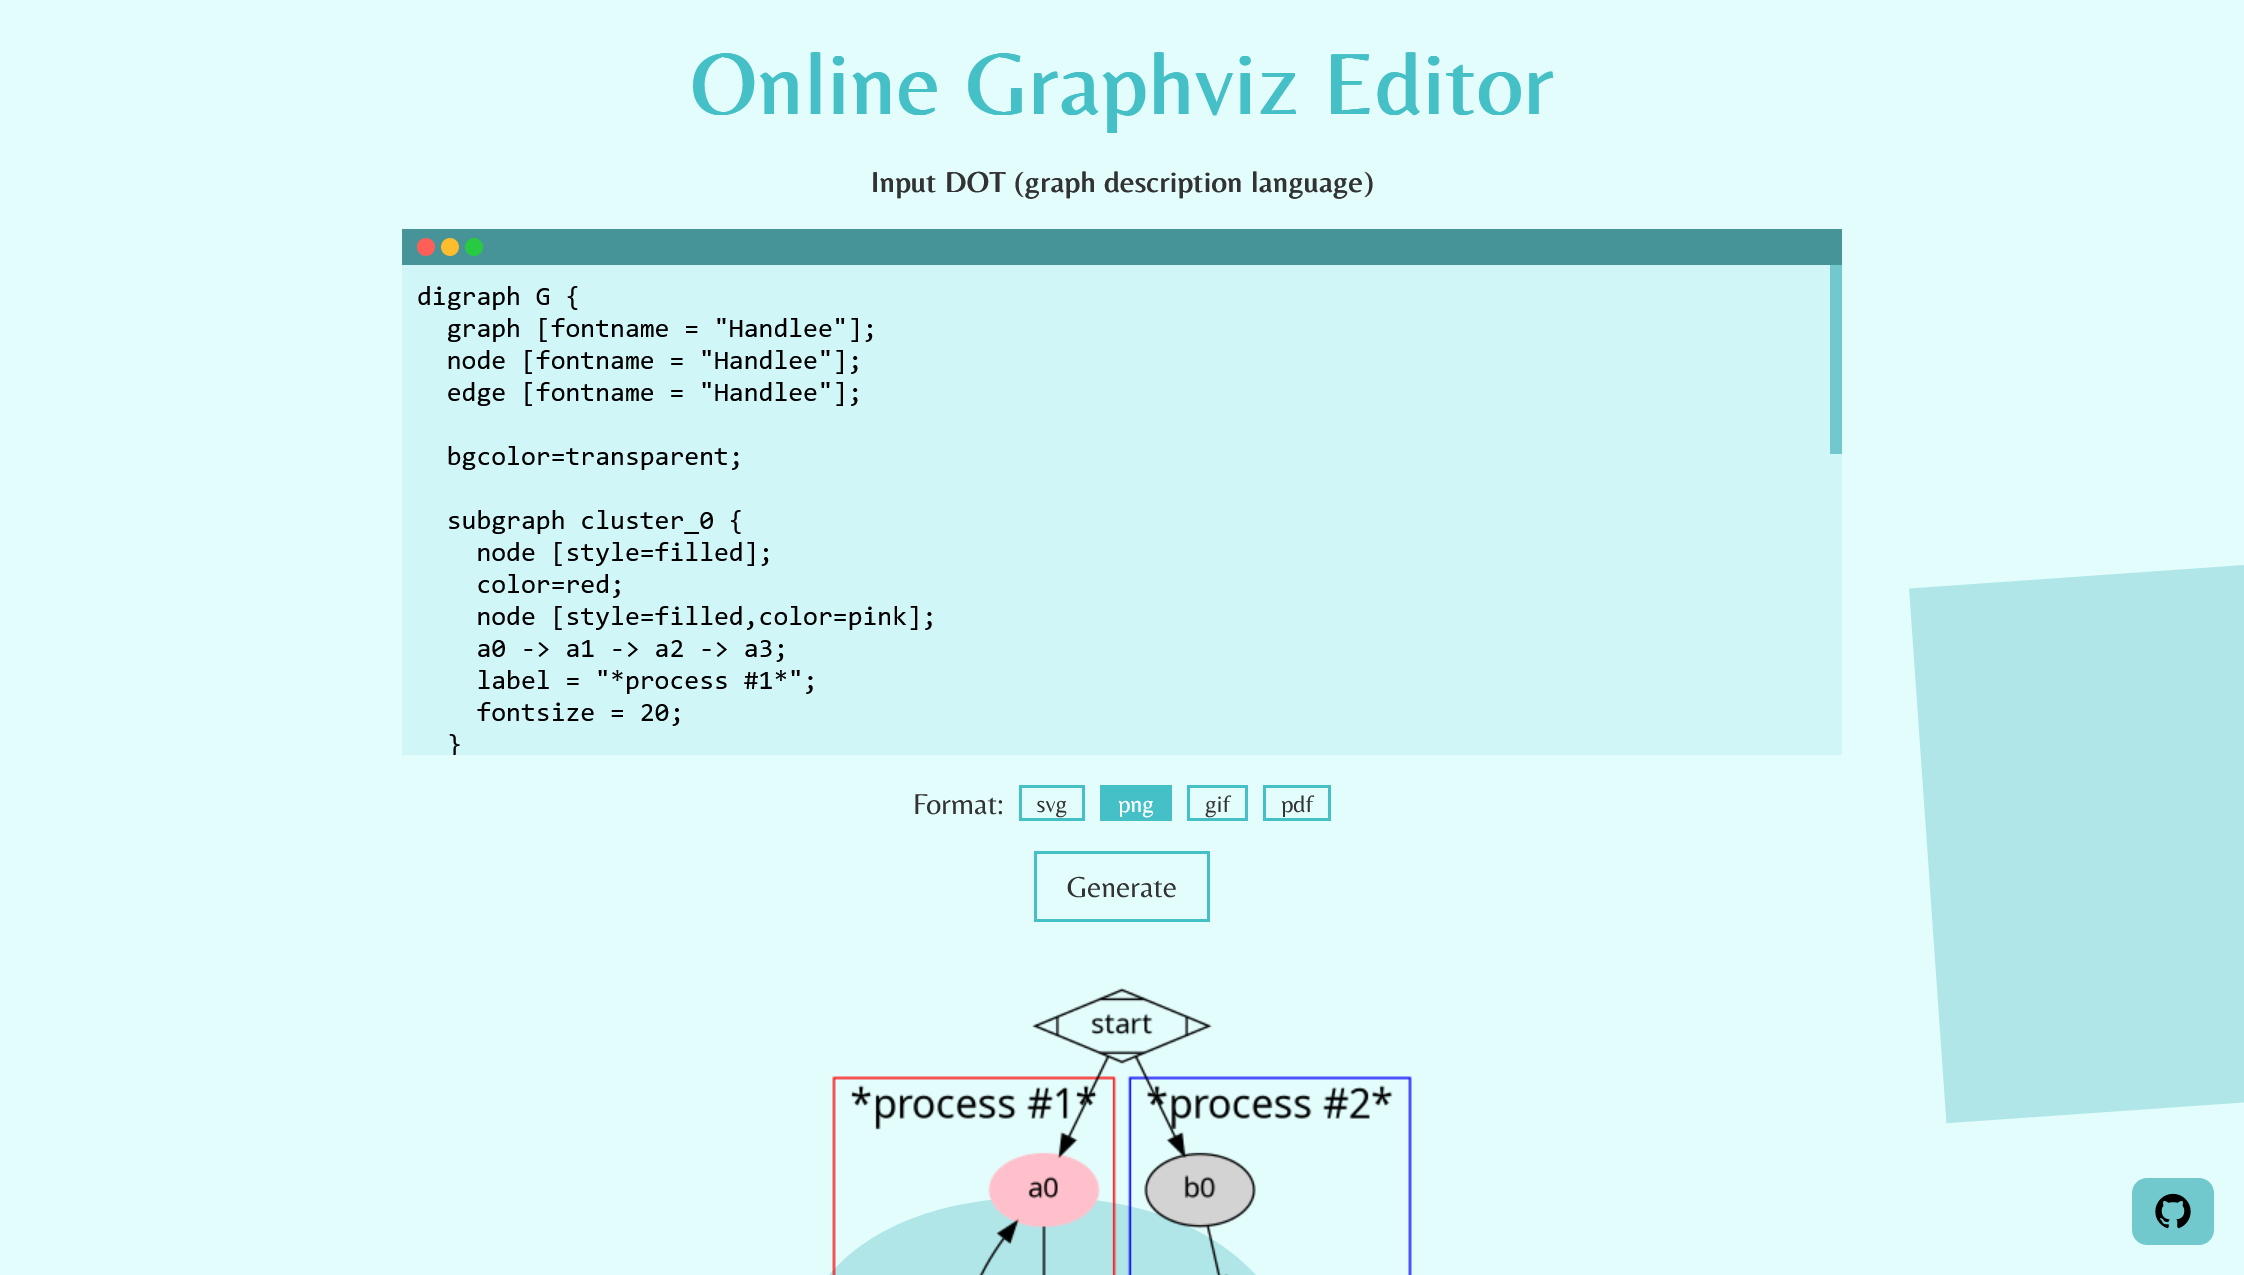 Online Graphviz Editor
Input DOT (graph description language)
digraph G {
  graph [fontname = "Handlee"];
  node [fontname = "Handlee"];
  edge [fontname = "Handlee"];

  bgcolor=transparent;

  subgraph cluster_0 {
    node [style=filled];
    color=red;
    node [style=filled,color=pink];
    a0 -> a1 -> a2 -> a3;
    label = "*process #1*";
    fontsize = 20;
  }
Format: svg png gif pdf
Generate
start
*process #1* *process #2*
a0 b0